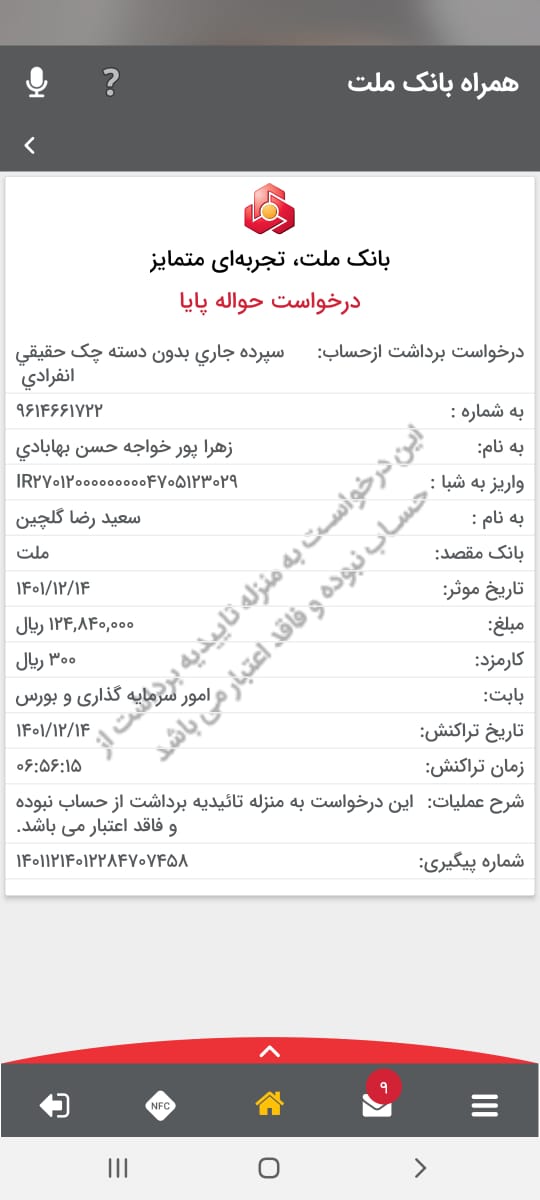 همراه بانک ملت
?
بانک ملت، تجربه‌ای متمایز
درخواست حواله پایا
درخواست برداشت ازحساب: سپرده جاري بدون دسته چک حقيقي
انفرادي
به شماره : ۹۶۱۴۶۶۱۷۲۲
به نام: زهرا پور خواجه حسن بهابادي
واریز به شبا : IR۲۷۰۱۲۰۰۰۰۰۰۰۰۰۰۴۷۰۵۱۲۳۰۲۹
به نام : سعید رضا گلچین
بانک مقصد: ملت
تاریخ موثر: ۱۴۰۱/۱۲/۱۴
مبلغ: ۱۲۴,۸۴۰,۰۰۰ ریال
کارمزد: ۳۰۰ ریال
بابت: امور سرمایه گذاری و بورس
تاریخ تراکنش: ۱۴۰۱/۱۲/۱۴
زمان تراکنش: ۰۶:۵۶:۱۵
شرح عملیات: این درخواست به منزله تائیدیه برداشت از حساب نبوده
و فاقد اعتبار می باشد.
شماره پیگیری: ۱۴۰۱۱۲۱۴۰۱۲۲۸۴۷۰۷۴۵۸
این درخواست به منزله تاییدیه برداشت از
حساب نبوده و فاقد اعتبار می باشد
NFC
۹